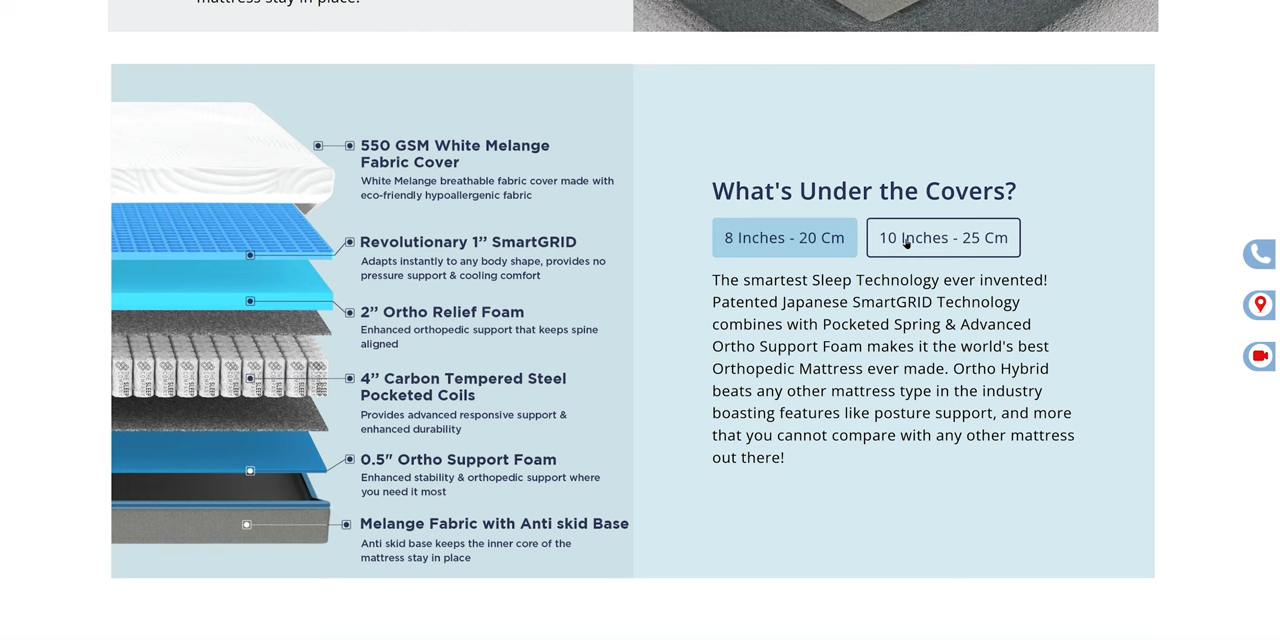 mattress stay in place.
550 GSM White Melange
Fabric Cover
White Melange breathable fabric cover made with
eco-friendly hypoallergenic fabric
Revolutionary 1” SmartGRID
Adapts instantly to any body shape, provides no
pressure support & cooling comfort
2” Ortho Relief Foam
Enhanced orthopedic support that keeps spine
aligned
4” Carbon Tempered Steel
Pocketed Coils
Provides advanced responsive support &
enhanced durability
0.5" Ortho Support Foam
Enhanced stability & orthopedic support where
you need it most
Melange Fabric with Anti skid Base
Anti skid base keeps the inner core of the
mattress stay in place
What's Under the Covers?
8 Inches - 20 Cm
10 Inches - 25 Cm
The smartest Sleep Technology ever invented!
Patented Japanese SmartGRID Technology
combines with Pocketed Spring & Advanced
Ortho Support Foam makes it the world's best
Orthopedic Mattress ever made. Ortho Hybrid
beats any other mattress type in the industry
boasting features like posture support, and more
that you cannot compare with any other mattress
out there!